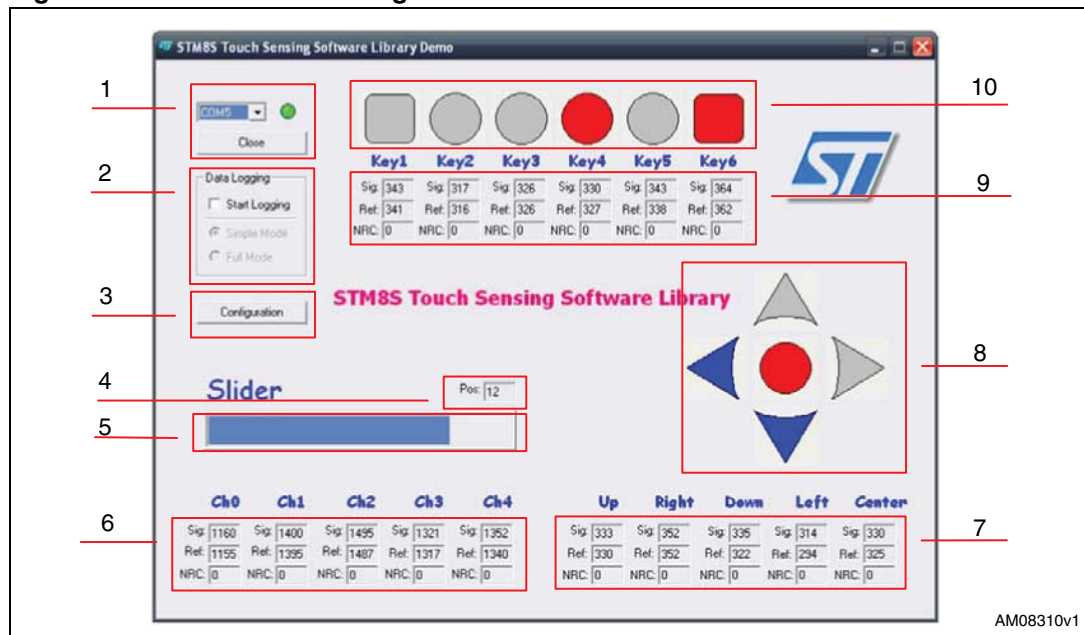 STM8S Touch Sensing Software Library Demo
1
COM5
Close
10
Key1 Key2 Key3 Key4 Key5 Key6
2
Data Logging
Start Logging
Simple Mode
Full Mode
Sig: 343 Sig: 317 Sig: 326 Sig: 330 Sig: 343 Sig: 364
Ref: 341 Ref: 316 Ref: 326 Ref: 327 Ref: 338 Ref: 362
NRC: 0 NRC: 0 NRC: 0 NRC: 0 NRC: 0 NRC: 0
9
ST
3
Configuration
STM8S Touch Sensing Software Library
8
4
Slider
Pos: 12
5
Ch0 Ch1 Ch2 Ch3 Ch4
Up Right Down Left Center
6
Sig: 1160 Sig: 1400 Sig: 1495 Sig: 1321 Sig: 1352
Ref: 1155 Ref: 1395 Ref: 1487 Ref: 1317 Ref: 1340
NRC: 0 NRC: 0 NRC: 0 NRC: 0 NRC: 0
Sig: 333 Sig: 352 Sig: 335 Sig: 314 Sig: 330
Ref: 330 Ref: 352 Ref: 322 Ref: 294 Ref: 325
NRC: 0 NRC: 0 NRC: 0 NRC: 0 NRC: 0
7
AM08310v1